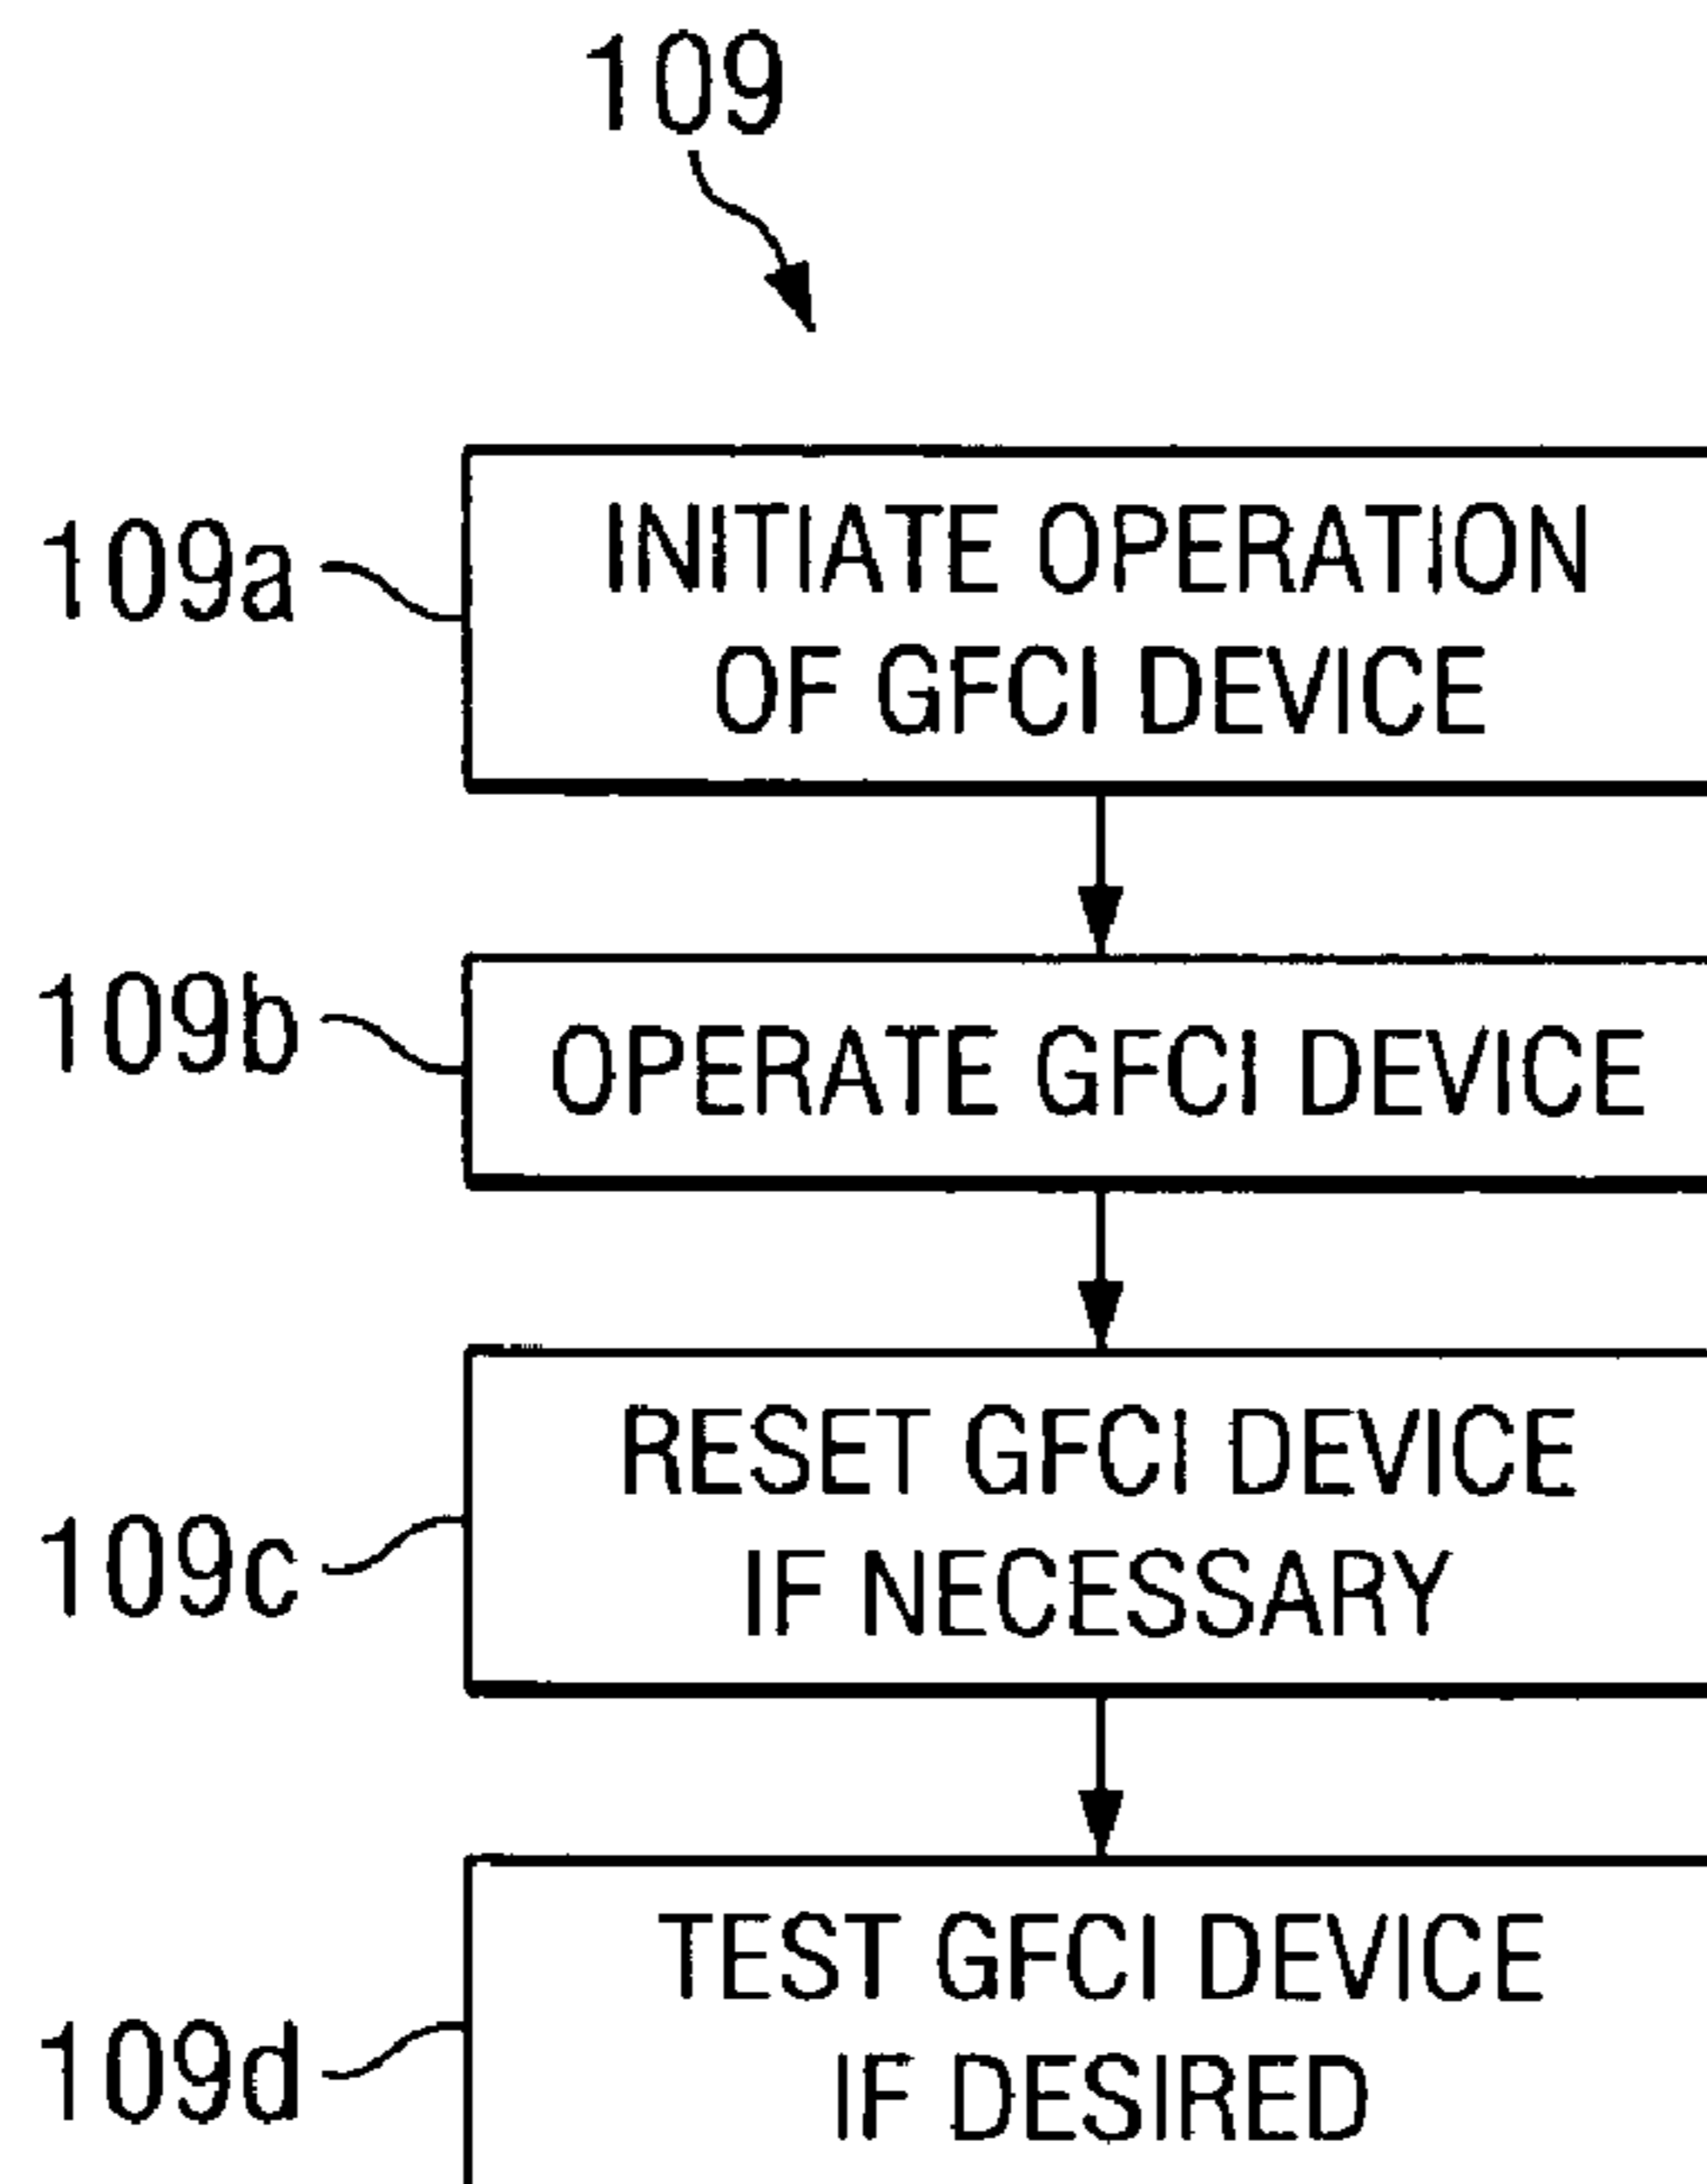 109
109a
INITIATE OPERATION
OF GFCI DEVICE
109b
OPERATE GFCI DEVICE
109c
RESET GFCI DEVICE
IF NECESSARY
109d
TEST GFCI DEVICE
IF DESIRED